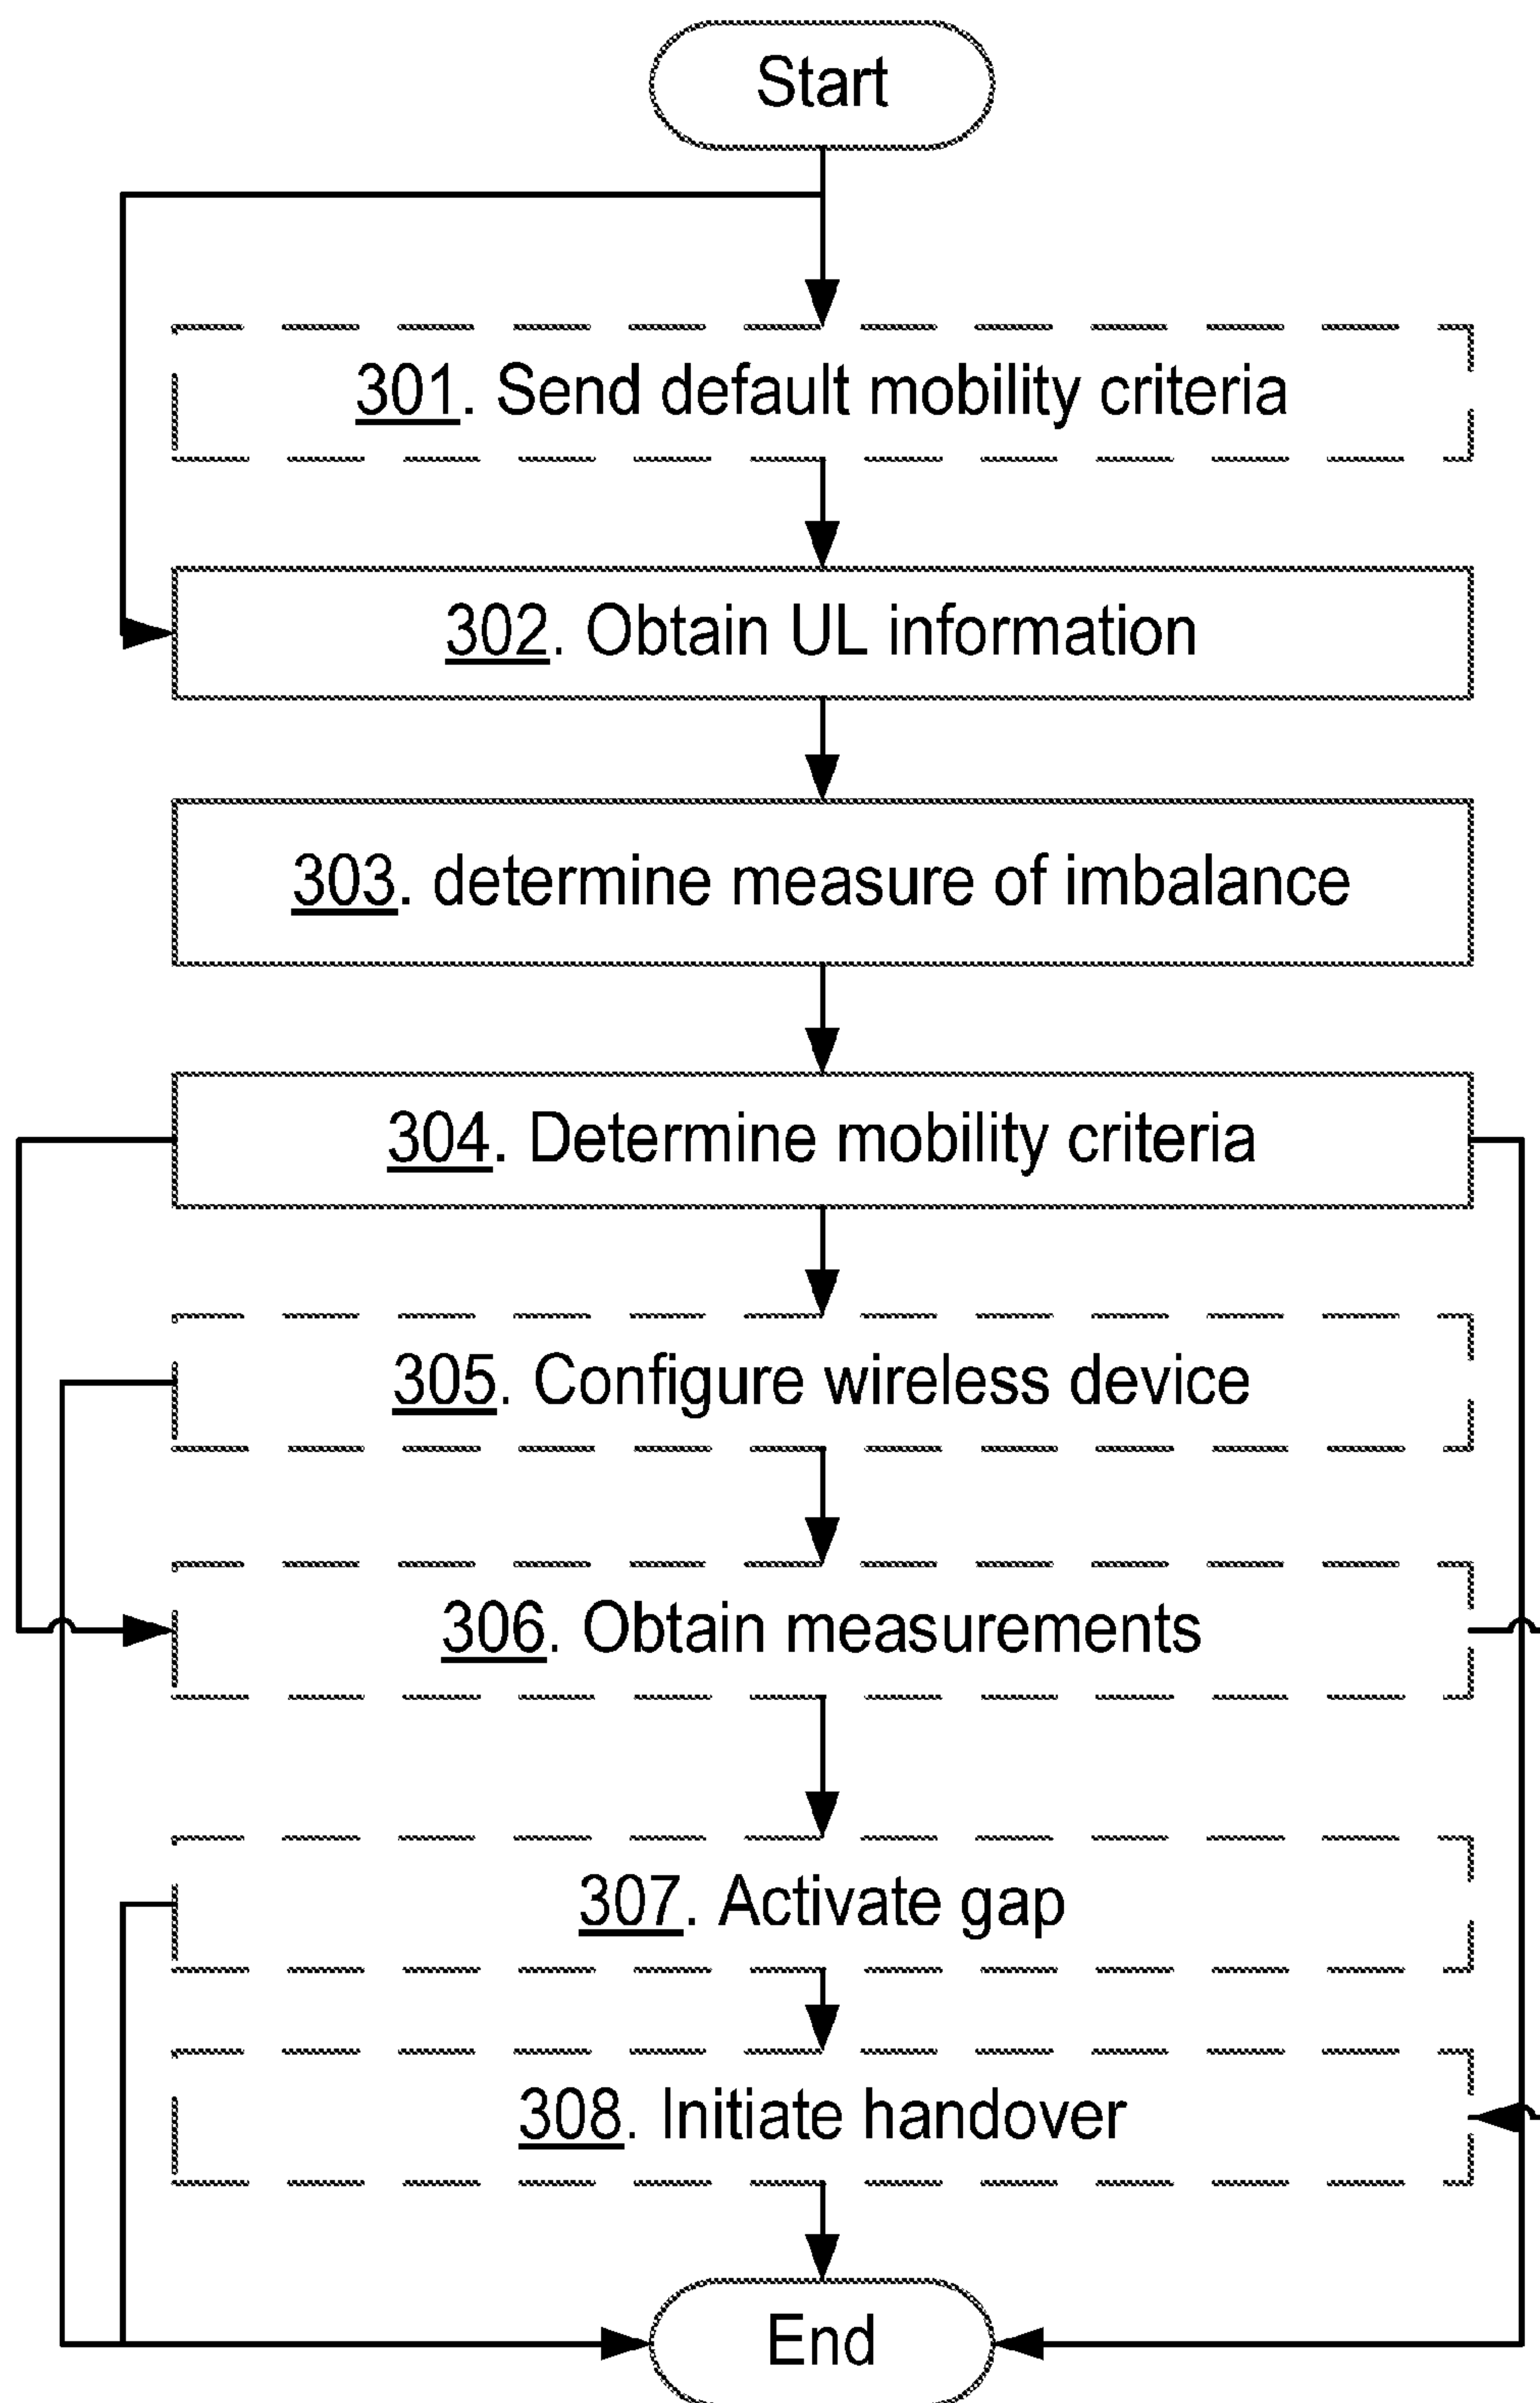 Start
301. Send default mobility criteria
302. Obtain UL information
303. determine measure of imbalance
304. Determine mobility criteria
305. Configure wireless device
306. Obtain measurements
307. Activate gap
308. Initiate handover
End